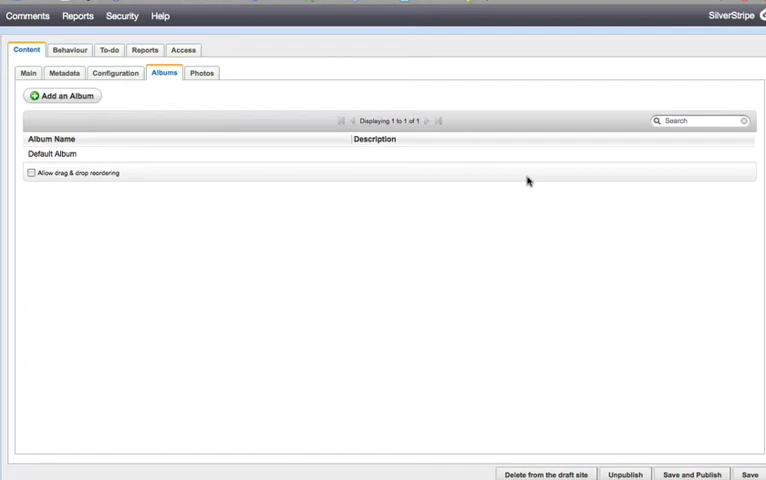 Comments Reports Security Help SilverStripe
Content Behaviour To-do Reports Access
Main Metadata Configuration Albums Photos
Add an Album
Displaying 1 to 1 of 1 Search
Album Name Description
Default Album
Allow drag & drop reordering
Delete from the draft site Unpublish Save and Publish Save